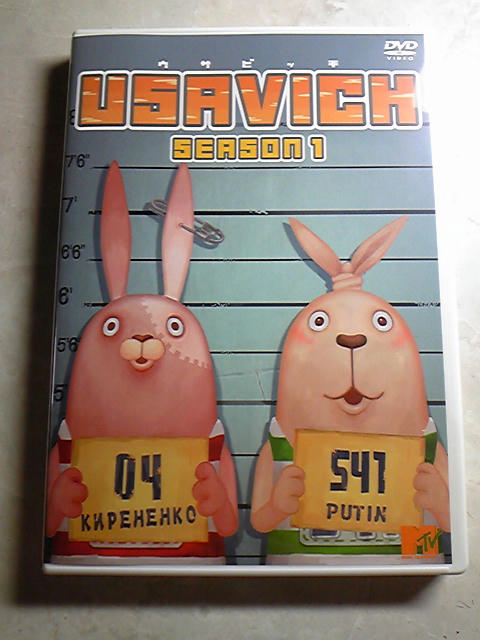 DVD
VIDEO
ウサビッチ
USAVICH
SEASON 1
7'6"
7'
6'6"
6'
5'6
5'
04
КИРЕНЕНКО
541
PUTIN
MTV